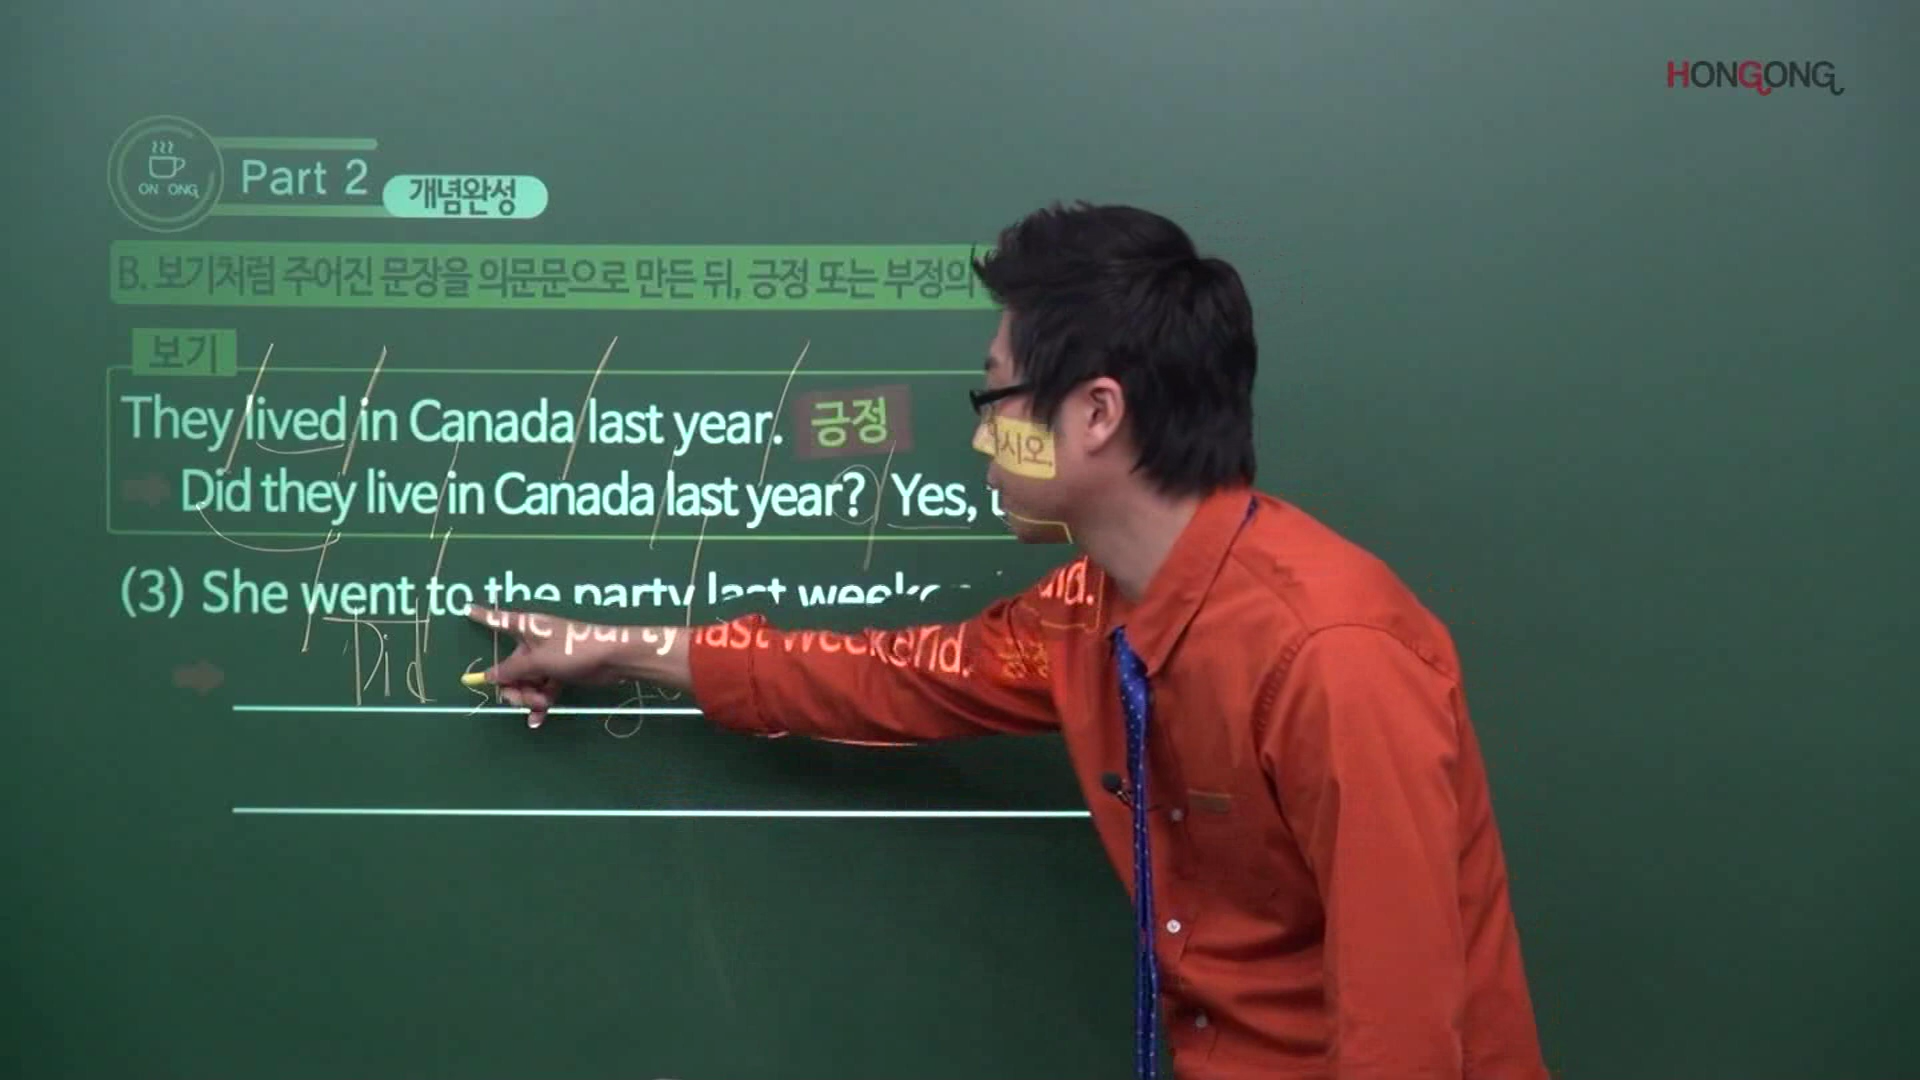 HONGONG
ON ONG
Part 2
개념완성
B. 보기처럼 주어진 문장을 의문문으로 만든 뒤, 긍정 또는 부정의
시오.
보기
They lived in Canada last year. 긍정
Did they live in Canada last year? Yes, t
(3) She went to the party last weekend.
Did